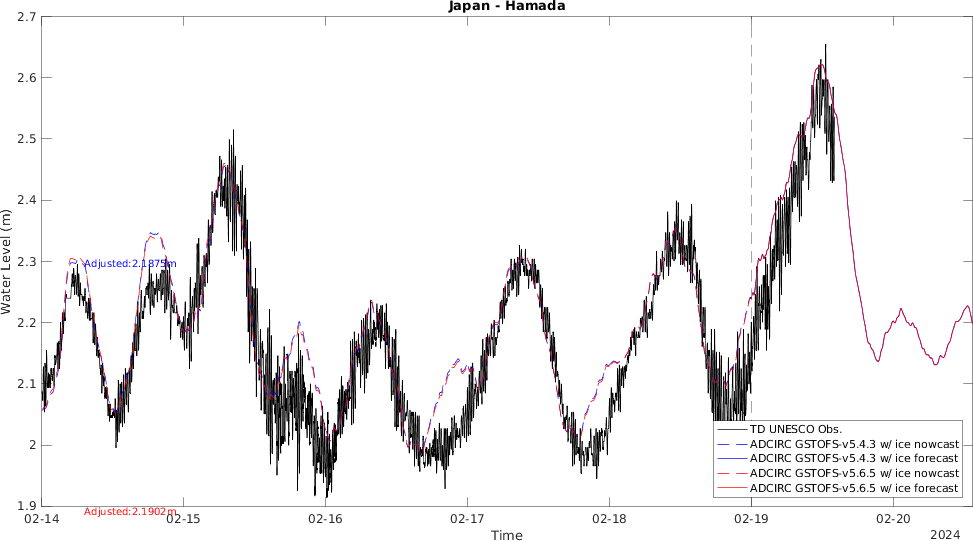 Japan - Hamada
2.7
2.6
2.5
2.4
2.3
2.2
2.1
2
1.9
Water Level (m)
Adjusted:2.1875m
Adjusted:2.1902m
TD UNESCO Obs.
ADCIRC GSTOFS-v5.4.3 w/ ice nowcast
ADCIRC GSTOFS-v5.4.3 w/ ice forecast
ADCIRC GSTOFS-v5.6.5 w/ ice nowcast
ADCIRC GSTOFS-v5.6.5 w/ ice forecast
02-14 02-15 02-16 02-17 02-18 02-19 02-20
Time
2024